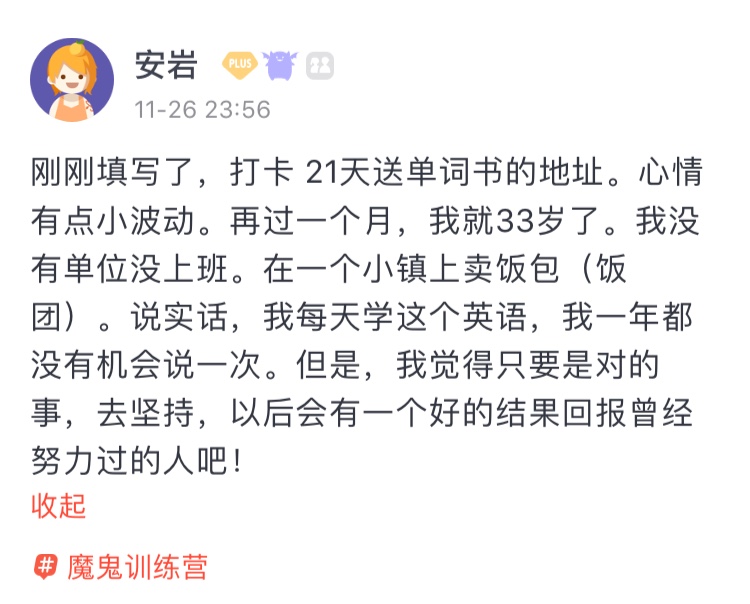 安岩 PLUS
11-26 23:56
刚刚填写了，打卡 21天送单词书的地址。心情
有点小波动。再过一个月，我就33岁了。我没
有单位没上班。在一个小镇上卖饭包（饭
团）。说实话，我每天学这个英语，我一年都
没有机会说一次。但是，我觉得只要是对的
事，去坚持，以后会有一个好的结果回报曾经
努力过的人吧！
收起
# 魔鬼训练营